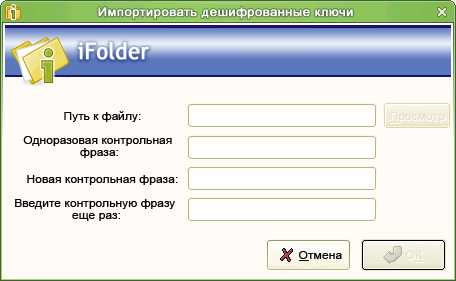 Импортировать дешифрованные ключи
iFolder
Путь к файлу:
Просмотр
Одноразовая контрольная
фраза:
Новая контрольная фраза:
Введите контрольную фразу
еще раз:
Отмена
OK